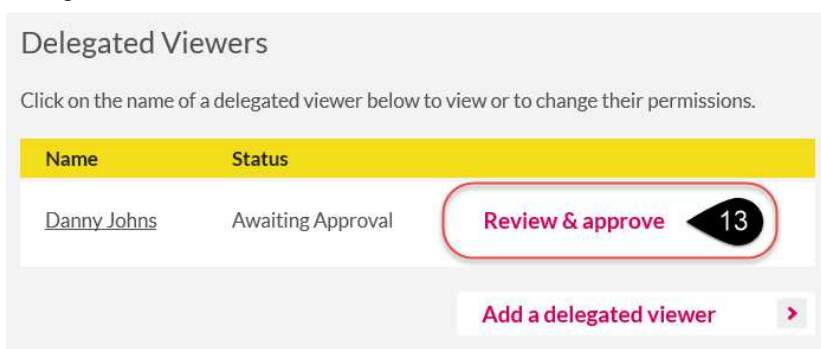 Delegated Viewers
Click on the name of a delegated viewer below to view or to change their permissions.
Name Status
Danny Johns Awaiting Approval Review & approve 13
Add a delegated viewer